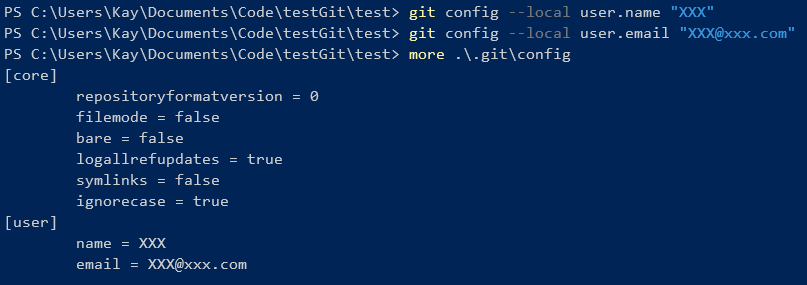 PS C:\Users\Kay\Documents\Code\testGit\test> git config --local user.name "XXX"
PS C:\Users\Kay\Documents\Code\testGit\test> git config --local user.email "XXX@xxx.com"
PS C:\Users\Kay\Documents\Code\testGit\test> more .\.git\config
[core]
        repositoryformatversion = 0
        filemode = false
        bare = false
        logallrefupdates = true
        symlinks = false
        ignorecase = true
[user]
        name = XXX
        email = XXX@xxx.com